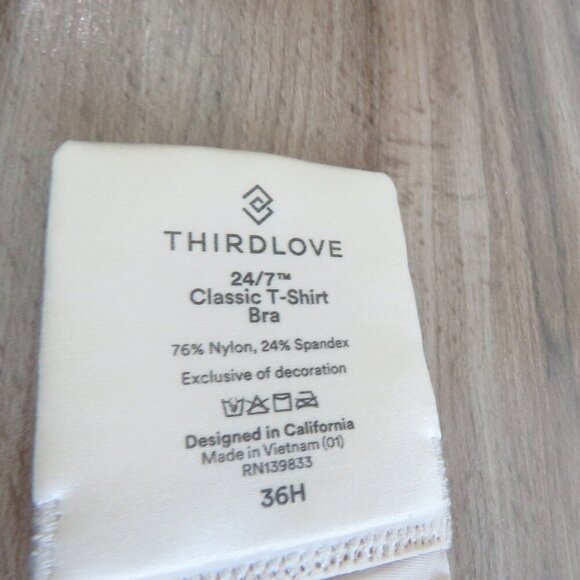 THIRDLOVE
24/7™
Classic T-Shirt
Bra
76% Nylon, 24% Spandex
Exclusive of decoration
Designed in California
Made in Vietnam (01)
RN139833
36H